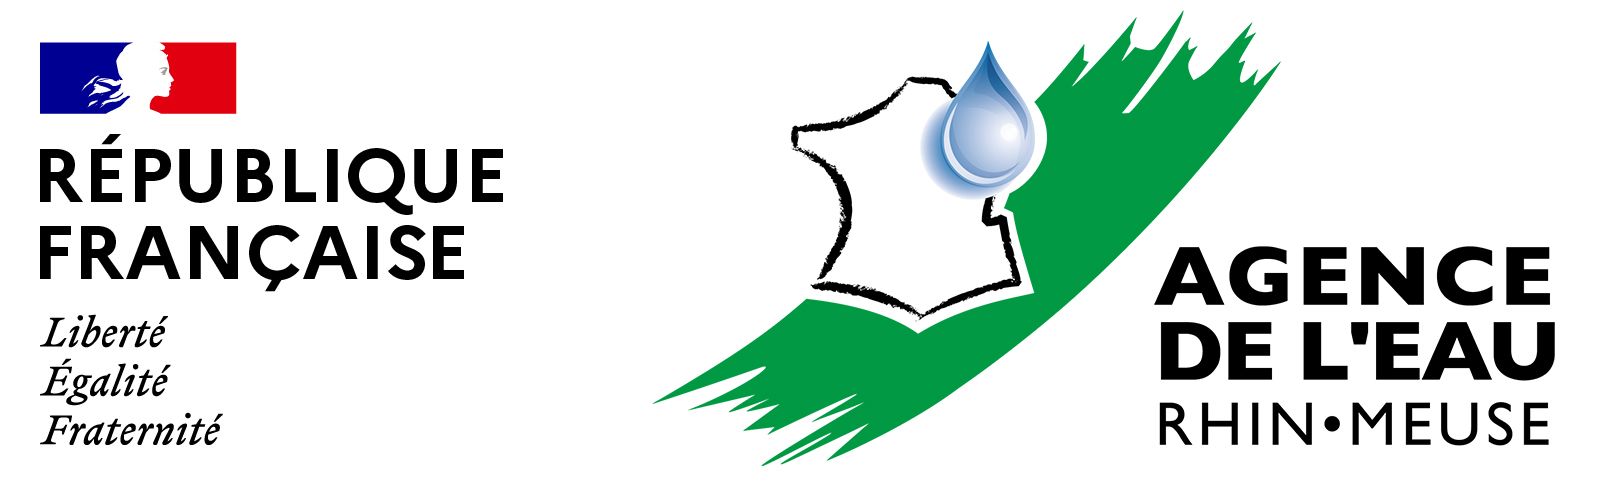 RÉPUBLIQUE
FRANÇAISE
Liberté
Égalité
Fraternité
AGENCE
DE L'EAU
RHIN•MEUSE